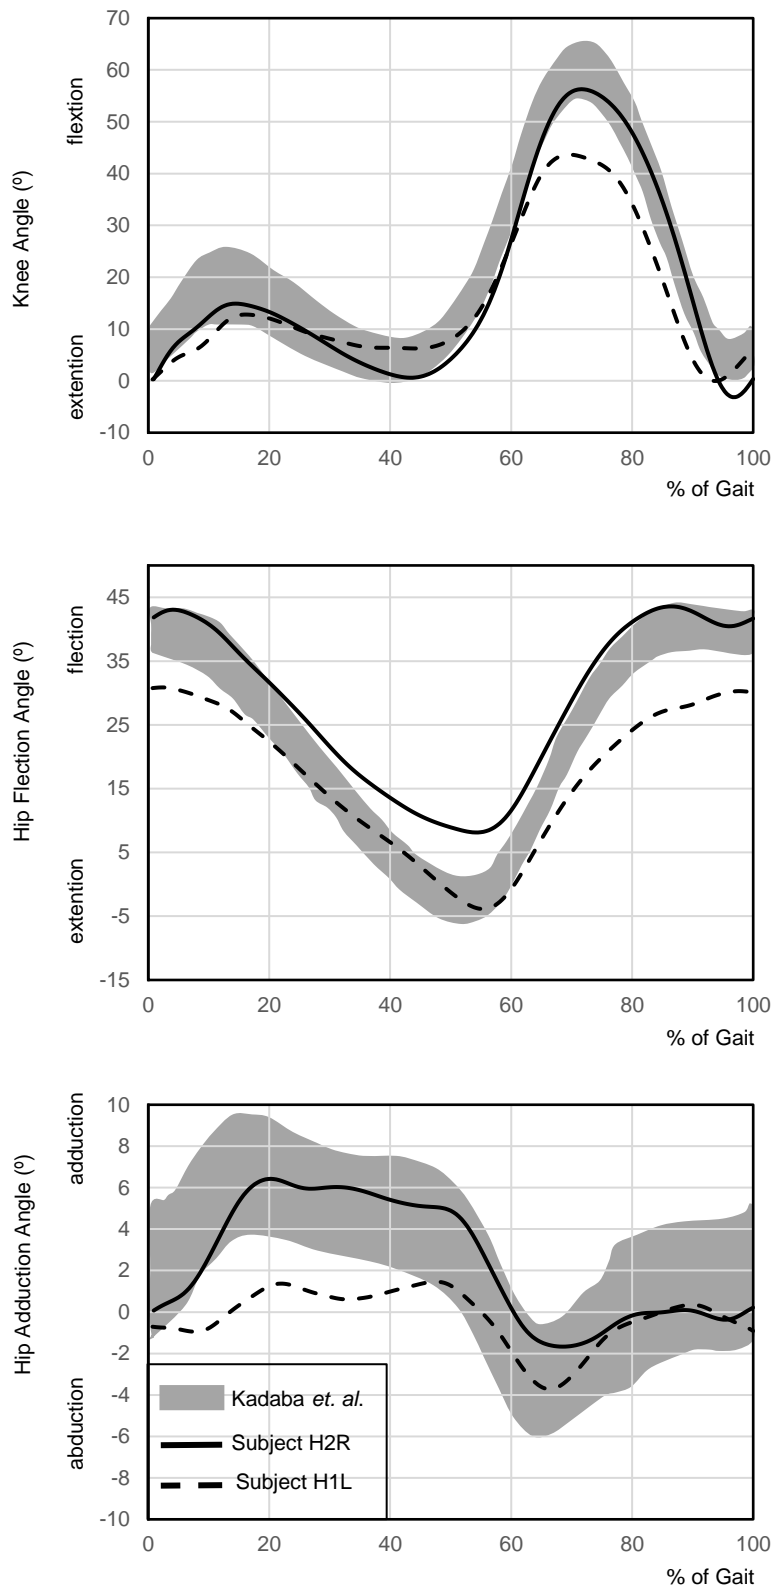 70
60
50
40
30
20
10
0
-10
Knee Angle (º)
flextion
extention
0 20 40 60 80 100
% of Gait
45
35
25
15
5
-5
-15
Hip Flection Angle (º)
flection
extention
0 20 40 60 80 100
% of Gait
10
8
6
4
2
0
-2
-4
-6
-8
-10
Hip Adduction Angle (º)
adduction
abduction
Kadaba et. al.
Subject H2R
Subject H1L
0 20 40 60 80 100
% of Gait